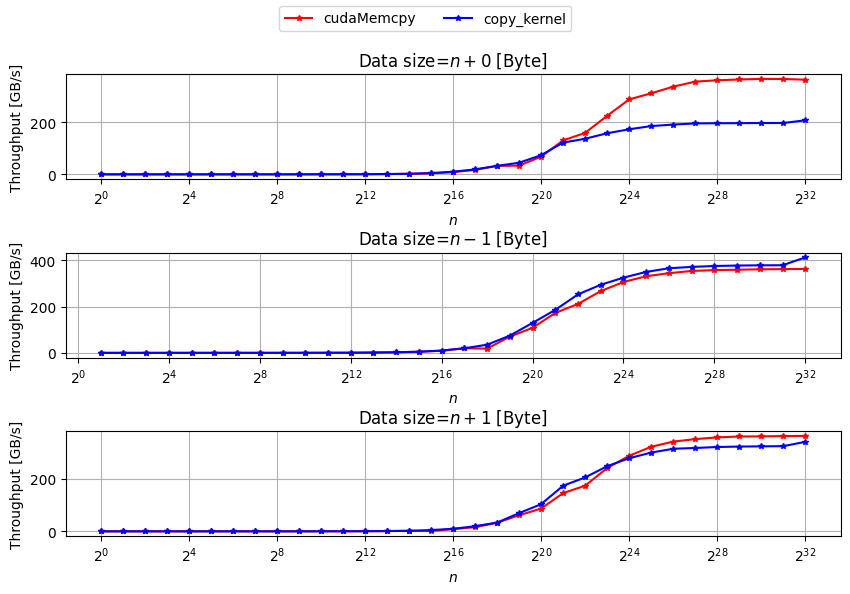 cudaMemcpy copy_kernel
Data size=n + 0 [Byte]
Throughput [GB/s]
200
0
2^0 2^4 2^8 2^12 2^16 2^20 2^24 2^28 2^32
n
Data size=n − 1 [Byte]
Throughput [GB/s]
400
200
0
2^0 2^4 2^8 2^12 2^16 2^20 2^24 2^28 2^32
n
Data size=n + 1 [Byte]
Throughput [GB/s]
200
0
2^0 2^4 2^8 2^12 2^16 2^20 2^24 2^28 2^32
n